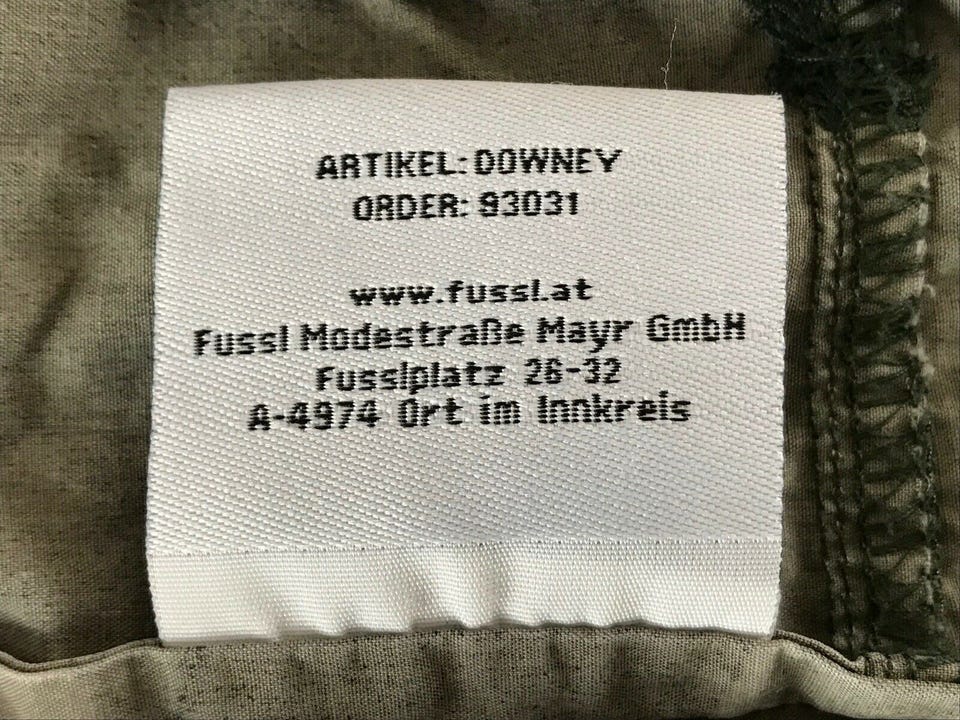 ARTIKEL: DOWNEY
ORDER: 93031
www.fussl.at
Fussl Modestraße Mayr GmbH
Fusslplatz 26-32
A-4974 Ort im Innkreis